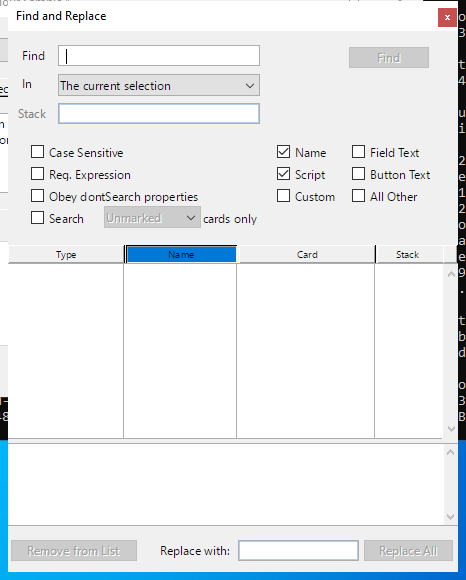 Find and Replace
Find
Find
In The current selection
Stack
Case Sensitive Name Field Text
Reg. Expression Script Button Text
Obey dontSearch properties Custom All Other
Search Unmarked cards only
Type Name Card Stack
Remove from List Replace with: Replace All